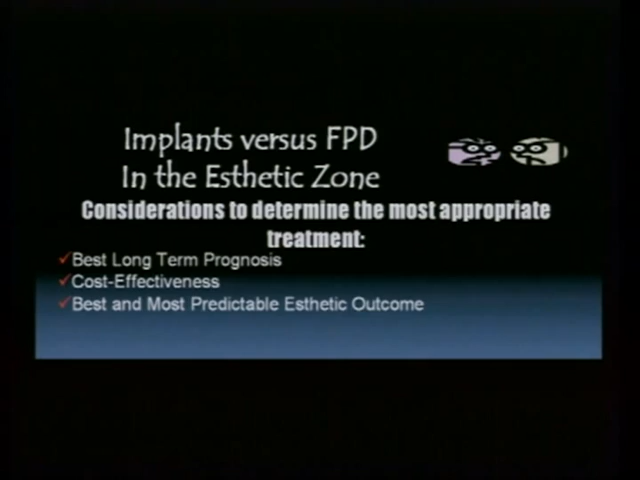 Implants versus FPD
In the Esthetic Zone
Considerations to determine the most appropriate
treatment:
Best Long Term Prognosis
Cost-Effectiveness
Best and Most Predictable Esthetic Outcome